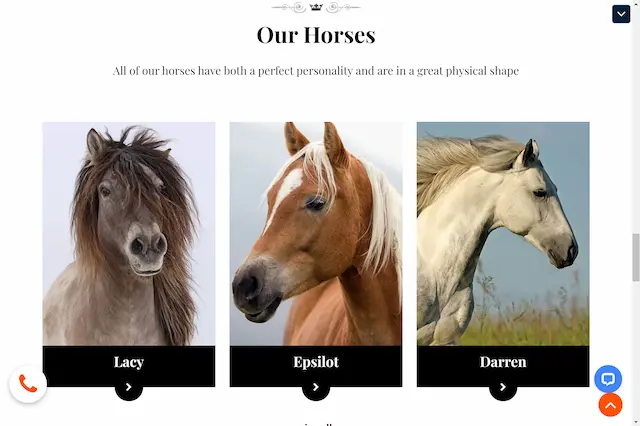 Our Horses
All of our horses have both a perfect personality and are in a great physical shape
Lacy
Epsilot
Darren